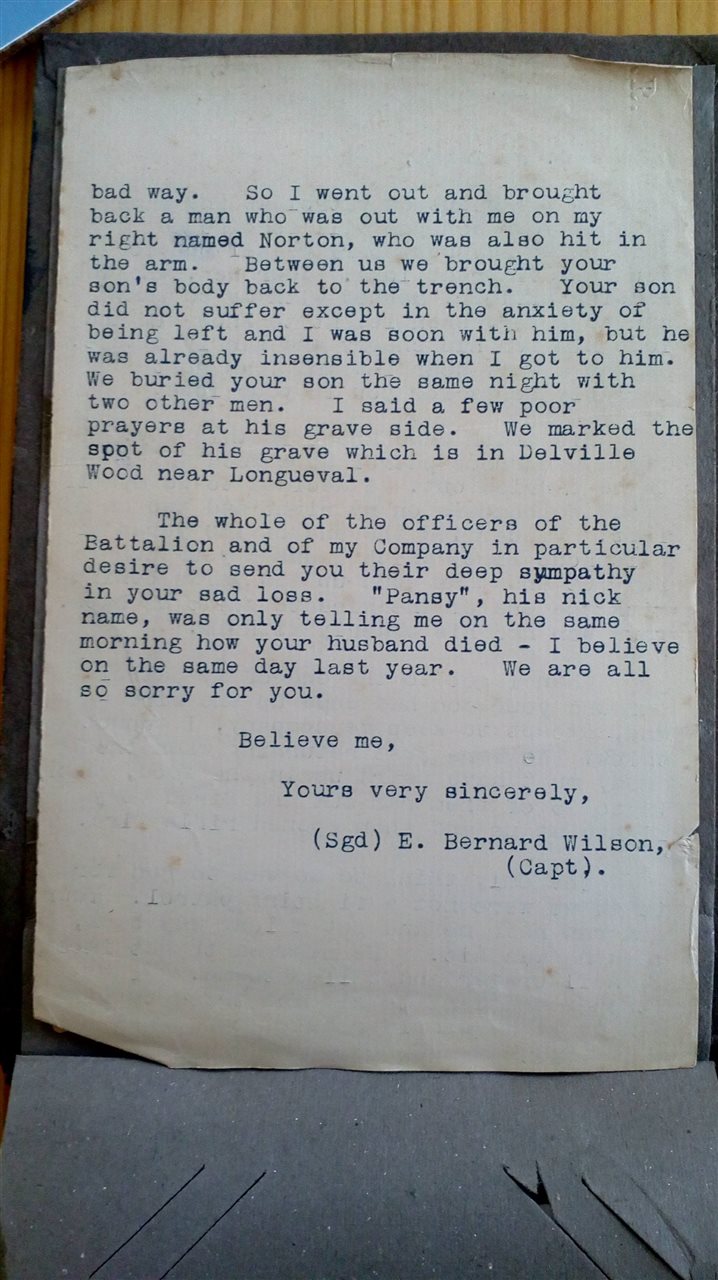 bad way. So I went out and brought
back a man who was out with me on my
right named Norton, who was also hit in
the arm. Between us we brought your
son's body back to the trench. Your son
did not suffer except in the anxiety of
being left and I was soon with him, but he
was already insensible when I got to him.
We buried your son the same night with
two other men. I said a few poor
prayers at his grave side. We marked the
spot of his grave which is in Delville
Wood near Longueval.
The whole of the officers of the
Battalion and of my Company in particular
desire to send you their deep sympathy
in your sad loss. "Pansy", his nick
name, was only telling me on the same
morning how your husband died - I believe
on the same day last year. We are all
so sorry for you.
Believe me,
Yours very sincerely,
(Sgd) E. Bernard Wilson,
(Capt).